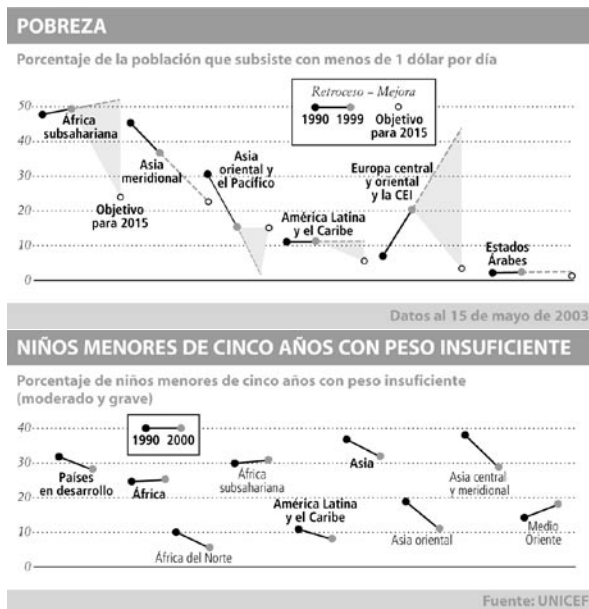 POBREZA
Porcentaje de la población que subsiste con menos de 1 dólar por día
Retroceso – Mejora
1990 1999 Objetivo
para 2015
50
40
30
20
10
0
África
subsahariana
Objetivo
para 2015
Asia
meridional
Asia
oriental y
el Pacífico
América Latina
y el Caribe
Europa central
y oriental
y la CEI
Estados
Árabes
Datos al 15 de mayo de 2003
NIÑOS MENORES DE CINCO AÑOS CON PESO INSUFICIENTE
Porcentaje de niños menores de cinco años con peso insuficiente
(moderado y grave)
1990 2000
40
30
20
10
0
Países
en desarrollo
África
África del Norte
África
subsahariana
América Latina
y el Caribe
Asia
Asia oriental
Asia central
y meridional
Medio
Oriente
Fuente: UNICEF